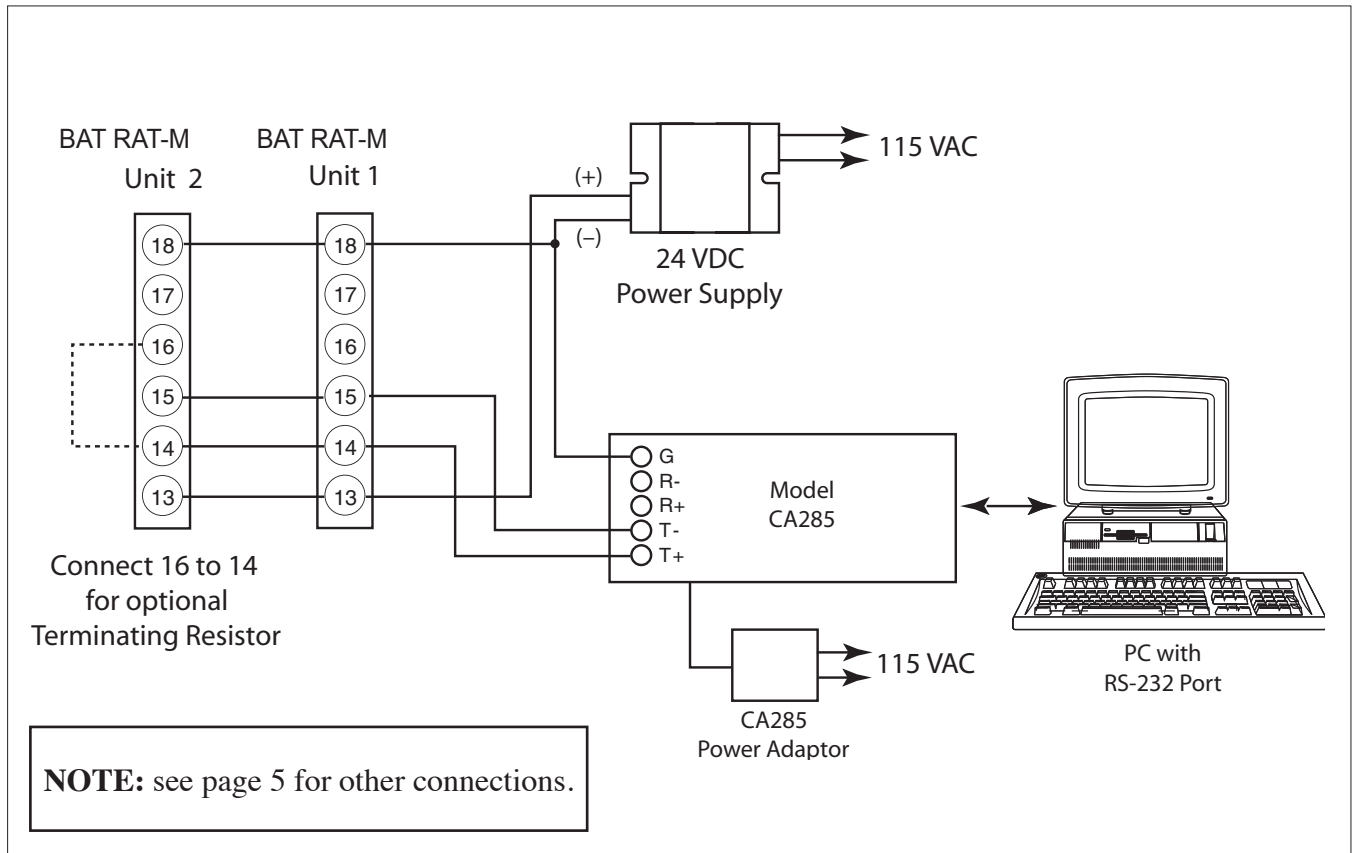 BAT RAT-M
Unit 2
BAT RAT-M
Unit 1
18
17
16
15
14
13
18
17
16
15
14
13
Connect 16 to 14
for optional
Terminating Resistor
(+)
(–)
115 VAC
24 VDC
Power Supply
G
R-
R+
T-
T+
Model
CA285
115 VAC
CA285
Power Adaptor
PC with
RS-232 Port
NOTE: see page 5 for other connections.